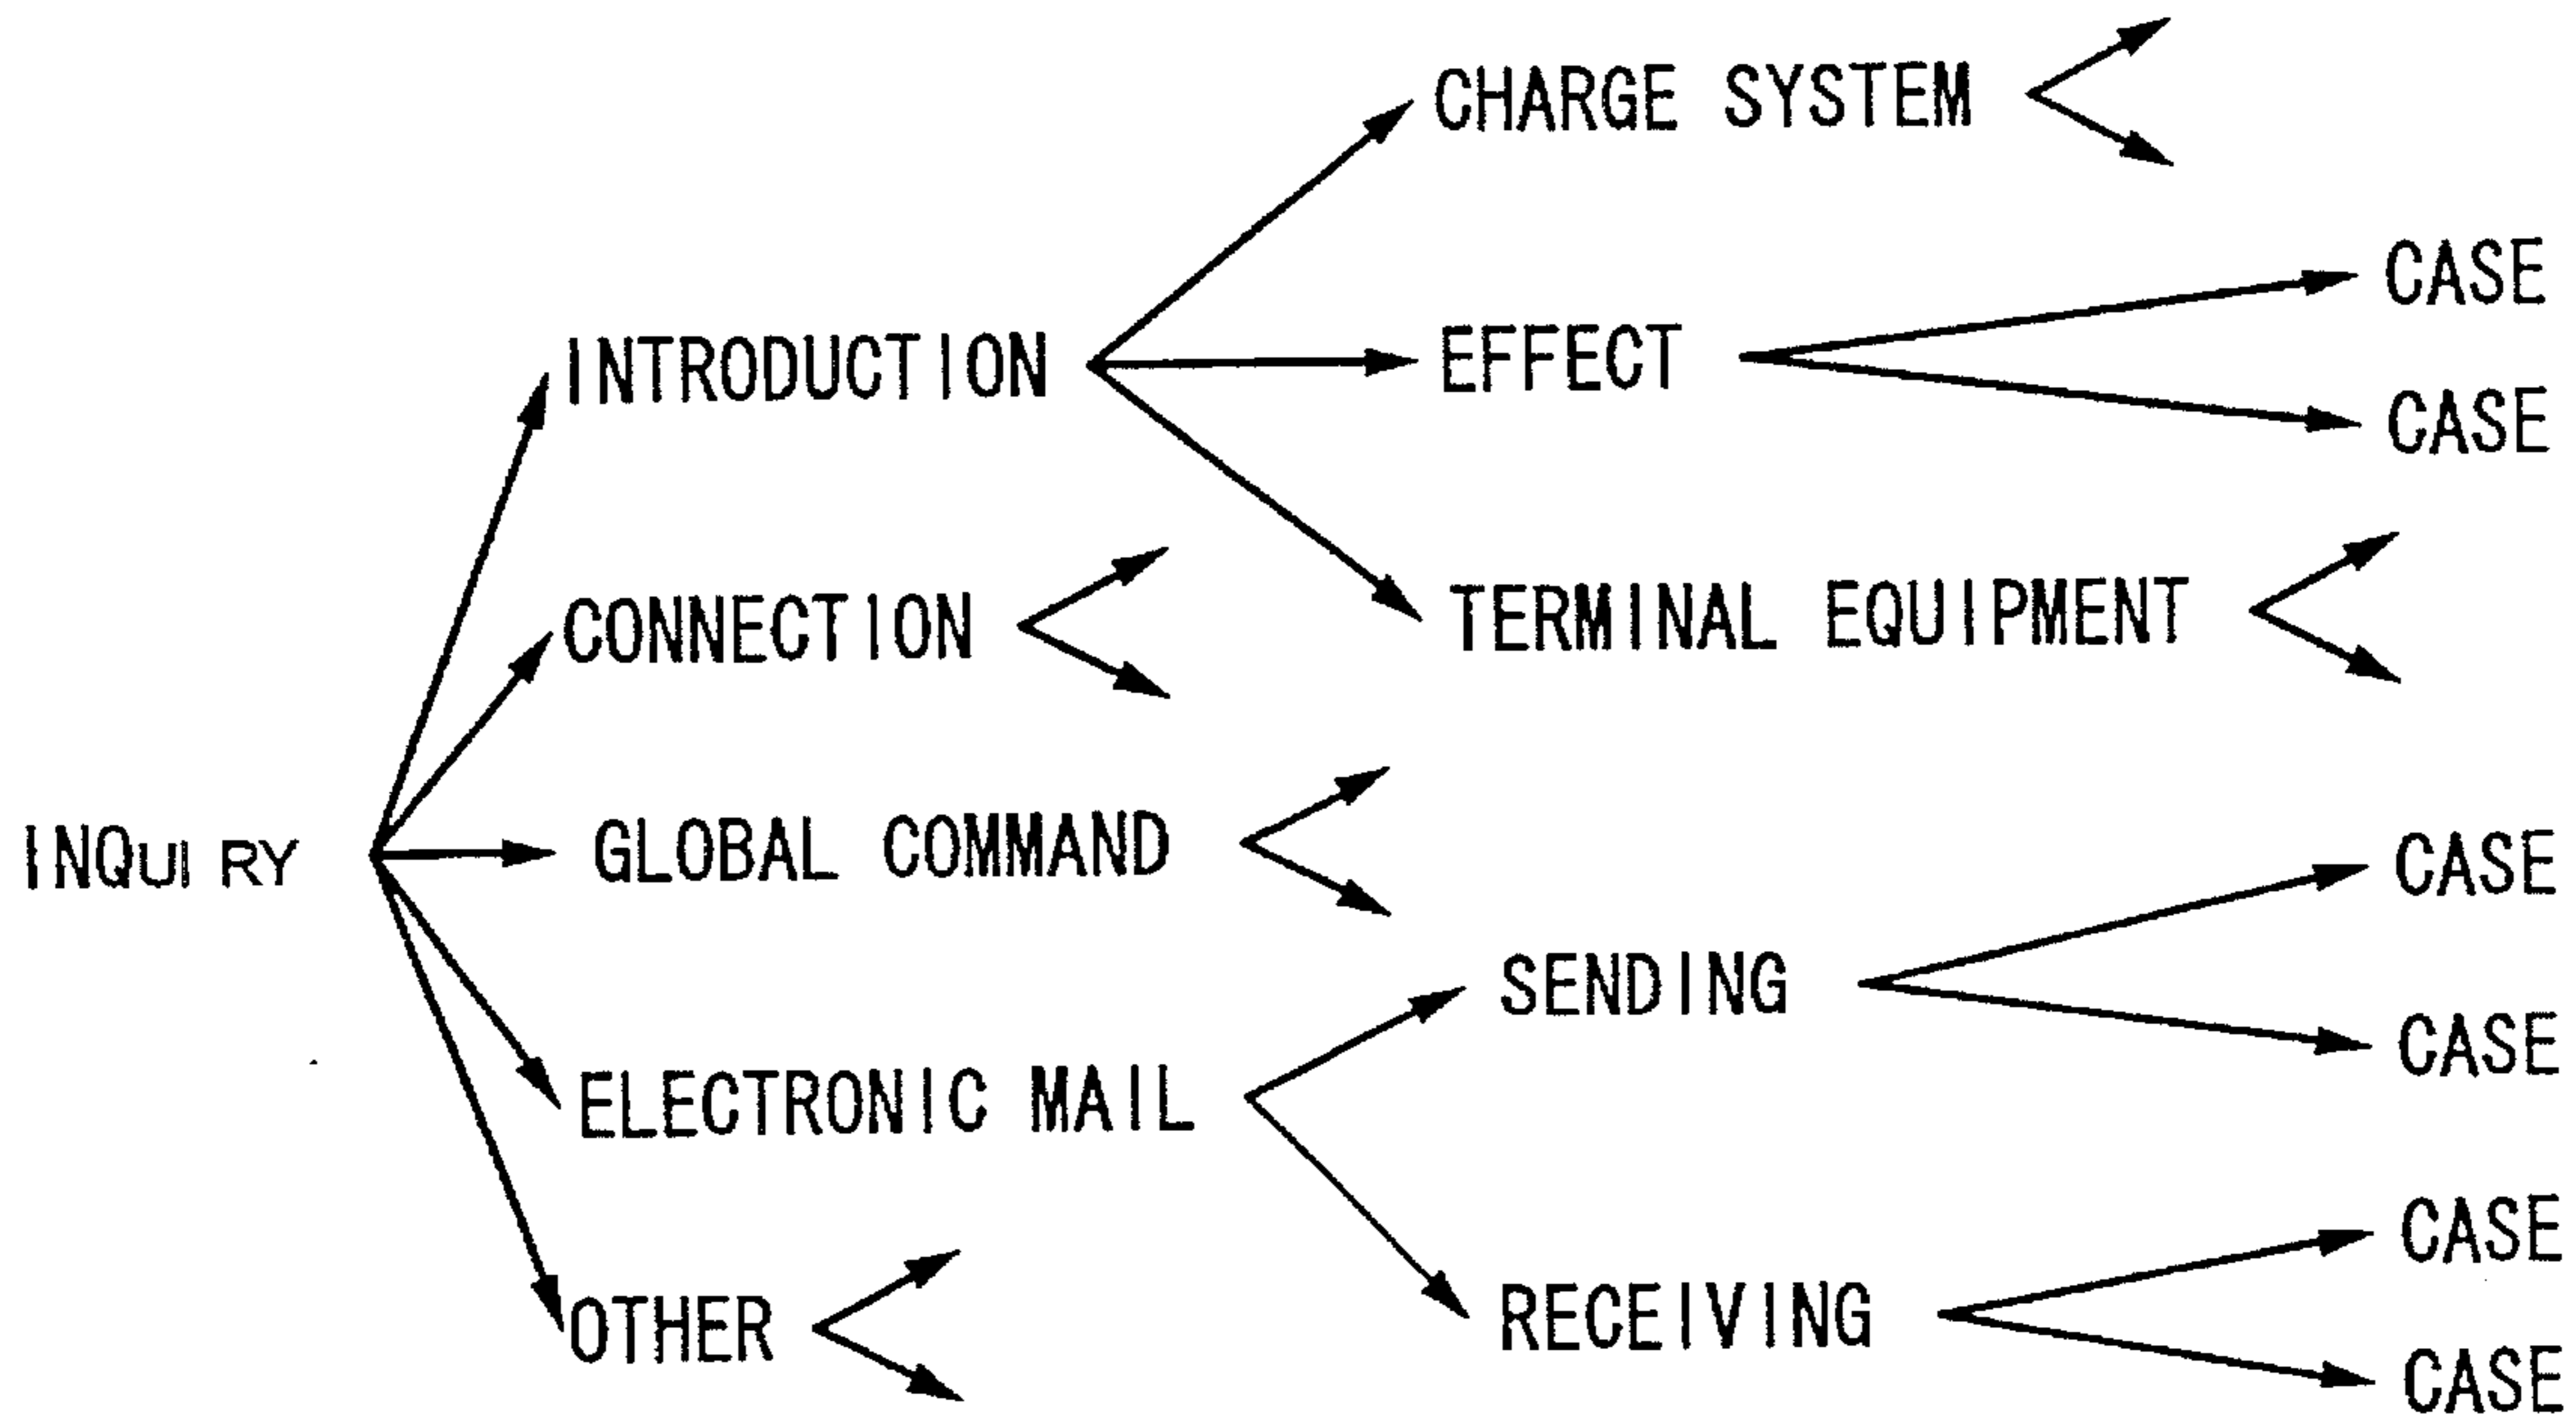 CHARGE SYSTEM
CASE
INTRODUCTION
EFFECT
CASE
CONNECTION
TERMINAL EQUIPMENT
INQUIRY
GLOBAL COMMAND
CASE
SENDING
CASE
ELECTRONIC MAIL
CASE
OTHER
RECEIVING
CASE